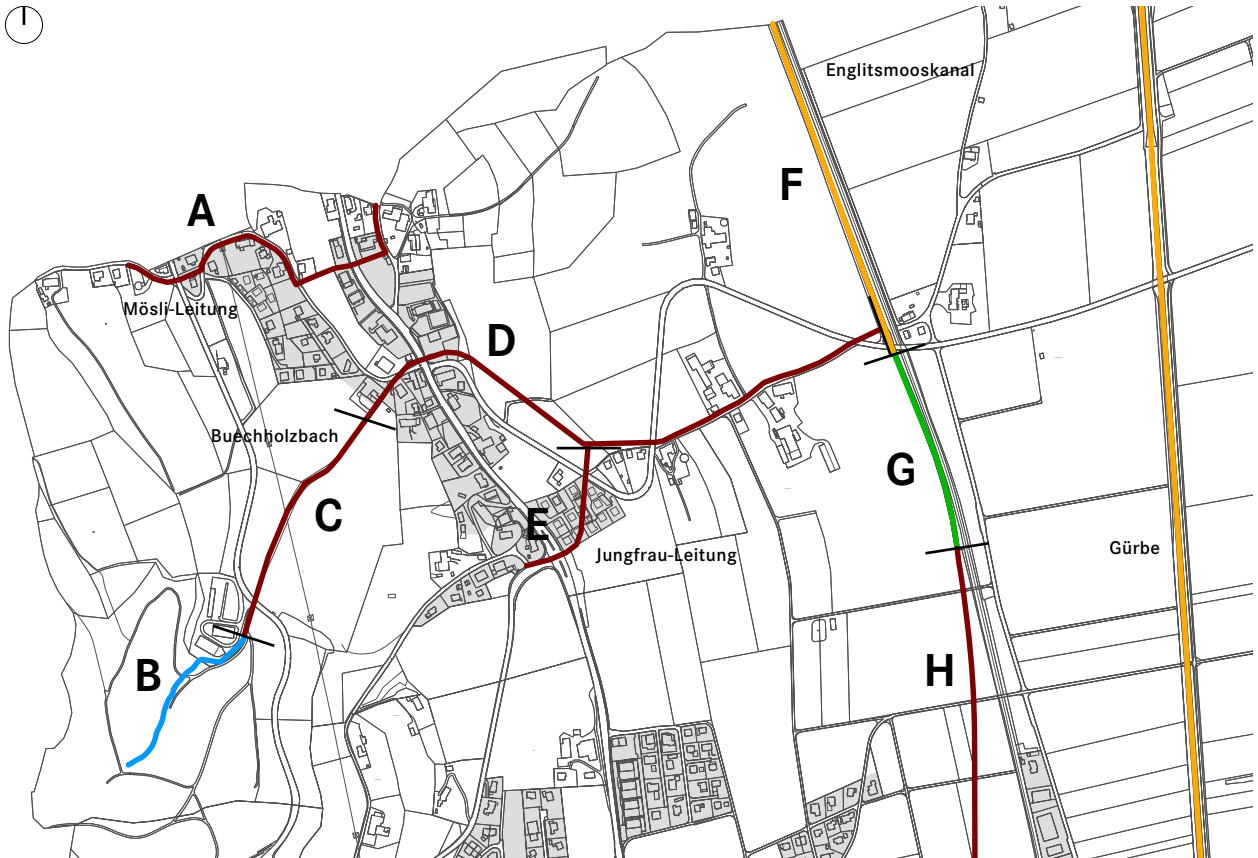 Englitsmooskanal
F
A
Mösli-Leitung
D
Buechholzbach
G
C
E
Jungfrau-Leitung
Gürbe
B
H